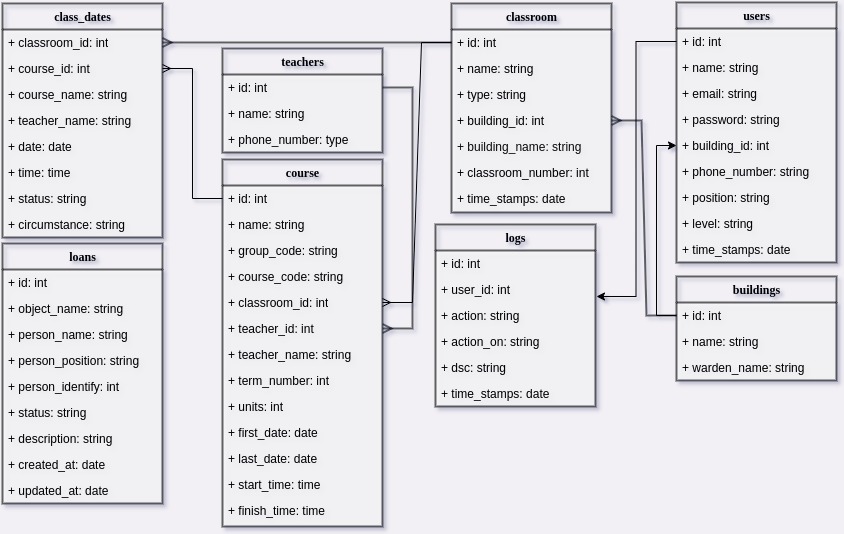 class_dates
+ classroom_id: int
+ course_id: int
+ course_name: string
+ teacher_name: string
+ date: date
+ time: time
+ status: string
+ circumstance: string
loans
+ id: int
+ object_name: string
+ person_name: string
+ person_position: string
+ person_identify: int
+ status: string
+ description: string
+ created_at: date
+ updated_at: date
teachers
+ id: int
+ name: string
+ phone_number: type
course
+ id: int
+ name: string
+ group_code: string
+ course_code: string
+ classroom_id: int
+ teacher_id: int
+ teacher_name: string
+ term_number: int
+ units: int
+ first_date: date
+ last_date: date
+ start_time: time
+ finish_time: time
classroom
+ id: int
+ name: string
+ type: string
+ building_id: int
+ building_name: string
+ classroom_number: int
+ time_stamps: date
logs
+ id: int
+ user_id: int
+ action: string
+ action_on: string
+ dsc: string
+ time_stamps: date
users
+ id: int
+ name: string
+ email: string
+ password: string
+ building_id: int
+ phone_number: string
+ position: string
+ level: string
+ time_stamps: date
buildings
+ id: int
+ name: string
+ warden_name: string